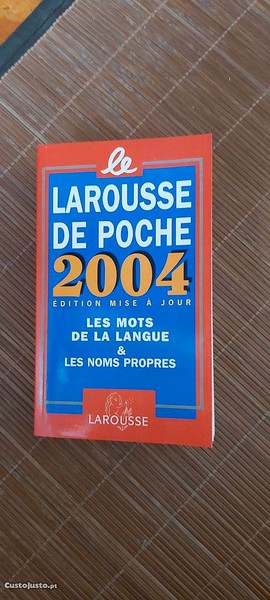 le
LAROUSSE
DE POCHE
2004
ÉDITION MISE À JOUR
LES MOTS
DE LA LANGUE
&
LES NOMS PROPRES
LAROUSSE
CustoJusto.pt